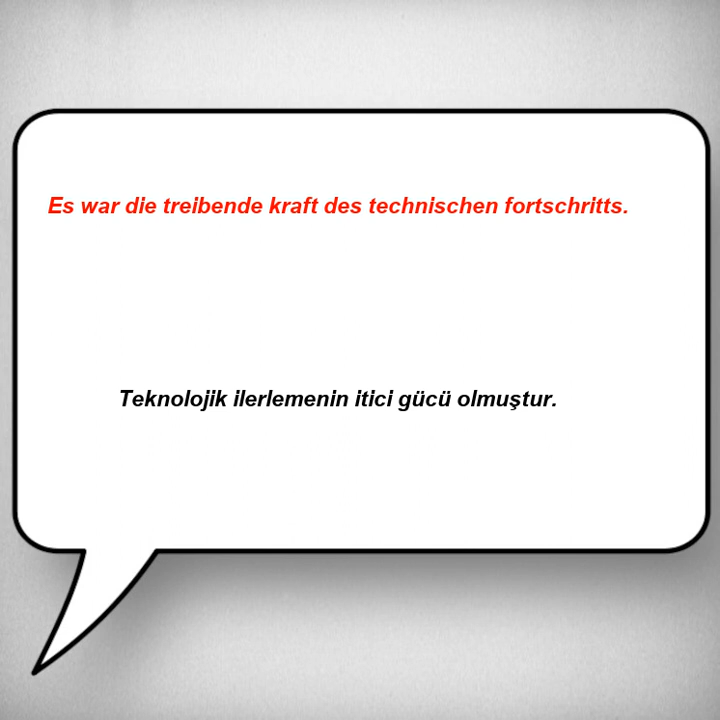 Es war die treibende kraft des technischen fortschritts.
Teknolojik ilerlemenin itici gücü olmuştur.